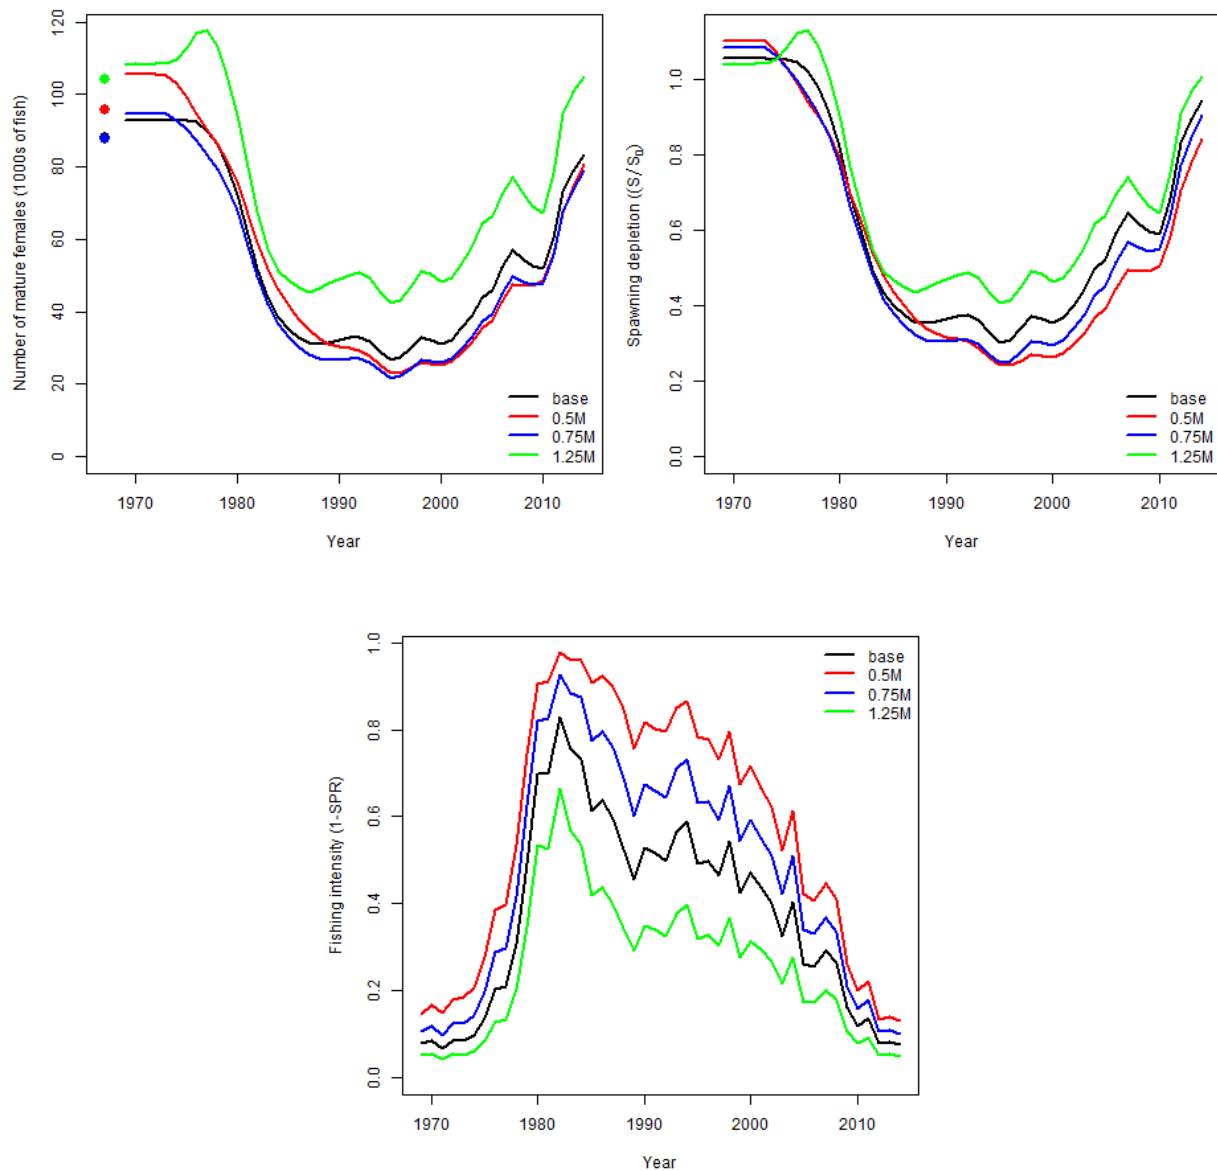 Number of mature females (1000s of fish)
120
100
80
60
40
20
0
base
0.5M
0.75M
1.25M
1970 1980 1990 2000 2010
Year
Spawning depletion ((S/S0)
1.0
0.8
0.6
0.4
0.2
0.0
base
0.5M
0.75M
1.25M
1970 1980 1990 2000 2010
Year
Fishing intensity (1-SPR)
1.0
0.8
0.6
0.4
0.2
0.0
base
0.5M
0.75M
1.25M
1970 1980 1990 2000 2010
Year